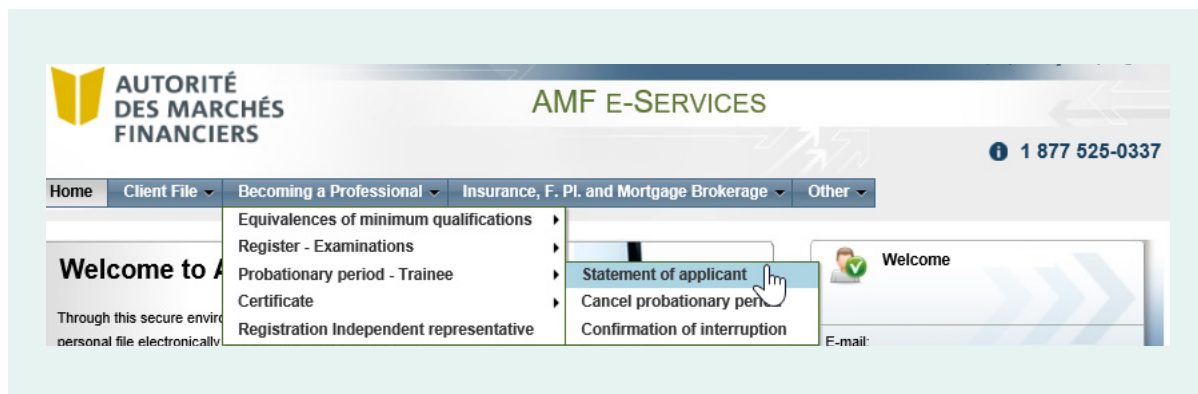 AUTORITÉ
DES MARCHÉS
FINANCIERS
AMF E-SERVICES
1 877 525-0337
Home Client File Becoming a Professional Insurance, F. Pl. and Mortgage Brokerage Other
Equivalences of minimum qualifications
Register - Examinations
Probationary period - Trainee
Certificate
Registration Independent representative
Statement of applicant
Cancel probationary
Confirmation of interruption
Welcome to
Through this secure
personal file electronically
Welcome
E-mail: